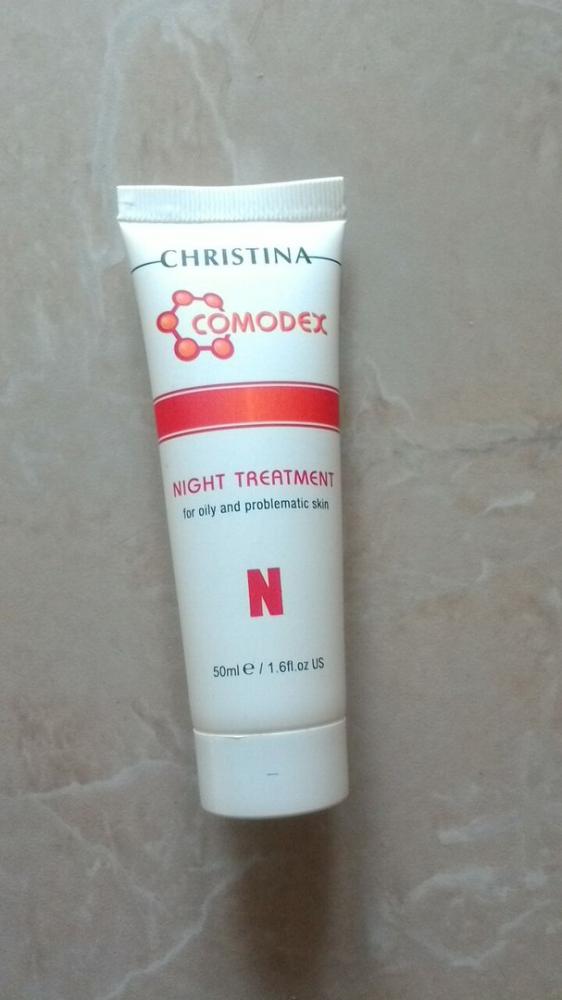 CHRISTINA
COMODEX
NIGHT TREATMENT
for oily and problematic skin
N
50ml e / 1.6fl.oz US